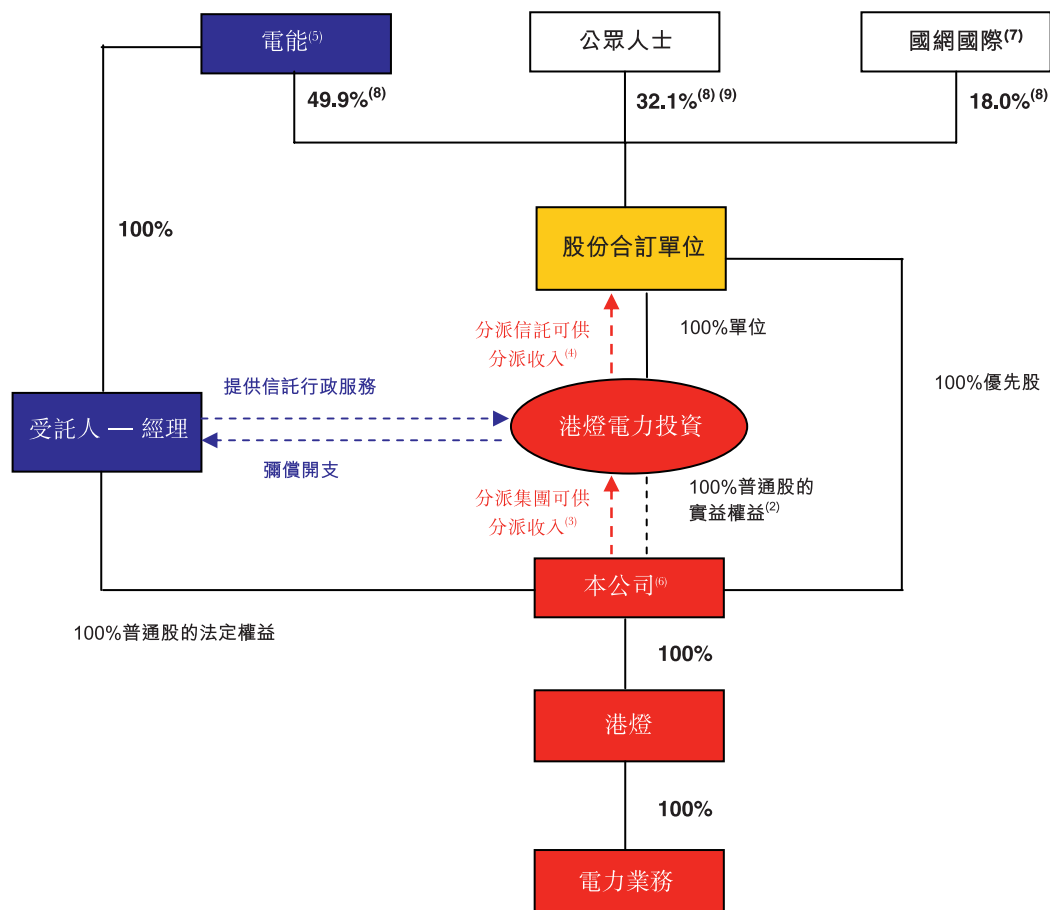 電能(5)
公眾人士
國網國際(7)
49.9%(8)
32.1%(8) (9)
18.0%(8)
100%
股份合訂單位
分派信託可供
分派收入(4)
100%單位
100%優先股
提供信託行政服務
受託人 — 經理
港燈電力投資
彌償開支
分派集團可供
分派收入(3)
100%普通股的
實益權益(2)
本公司(6)
100%普通股的法定權益
100%
港燈
100%
電力業務